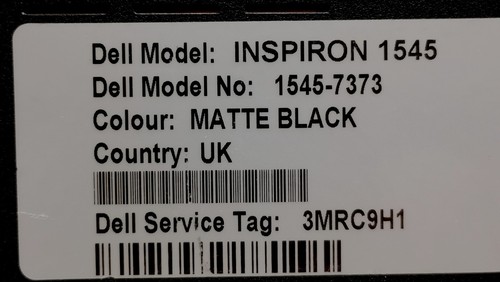 Dell Model: INSPIRON 1545
Dell Model No: 1545-7373
Colour: MATTE BLACK
Country: UK
Dell Service Tag: 3MRC9H1